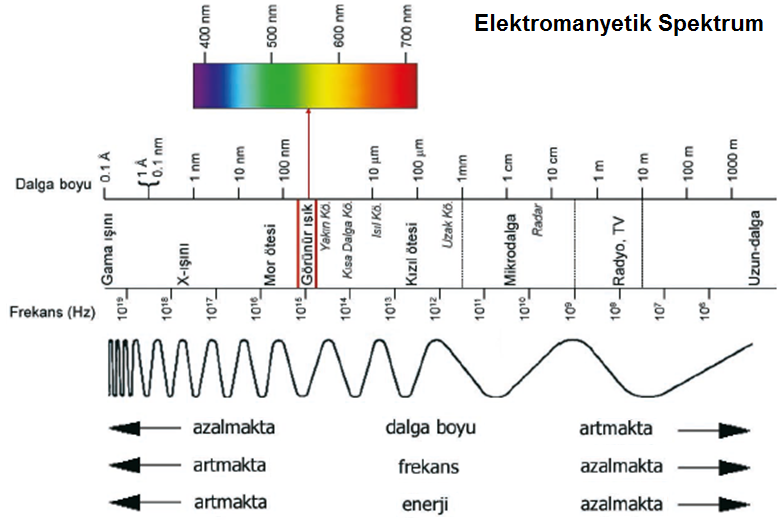 Elektromanyetik Spektrum
400 nm 500 nm 600 nm 700 nm
Dalga boyu
0.1 Å { 1 Å 0.1 nm 1 nm 10 nm 100 nm 10 µm 100 µm 1mm 1 cm 10 cm 1 m 10 m 100 m 1000 m
Gama ışını X-ışını Mor ötesi Görünür ışık Yakın Kö. Kısa Dalga Kö. Isıl Kö. Kızıl ötesi Uzak Kö. Mikrodalga Radar Radyo, TV Uzun-dalga
Frekans (Hz)
10¹⁹ 10¹⁸ 10¹⁷ 10¹⁶ 10¹⁵ 10¹⁴ 10¹³ 10¹² 10¹¹ 10¹⁰ 10⁹ 10⁸ 10⁷ 10⁶
azalmakta dalga boyu artmakta
artmakta frekans azalmakta
artmakta enerji azalmakta